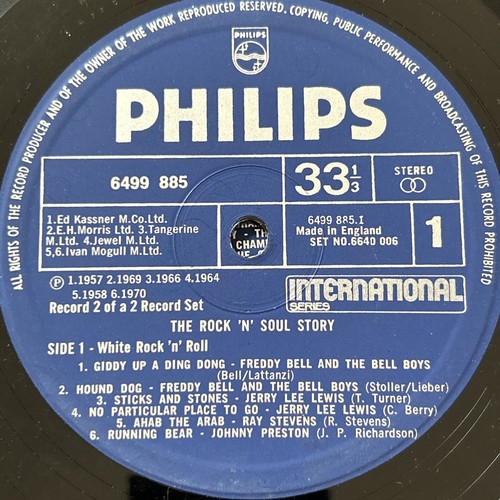 ALL RIGHTS OF THE RECORD PRODUCER AND OF THE OWNER OF THE WORK REPRODUCED RESERVED. COPYING, PUBLIC PERFORMANCE AND BROADCASTING OF THIS RECORD PROHIBITED
PHILIPS
PHILIPS
6499 885
33 1/3
STEREO
1.Ed Kassner M.Co.Ltd.
2.E.H.Morris Ltd. 3.Tangerine
M.Ltd. 4.Jewel M.Ltd.
5,6.Ivan Mogull M.Ltd.
6499 885.1
Made in England
SET NO.6640 006
1
Ⓟ 1.1957 2.1969 3.1966 4.1964
5.1958 6.1970
Record 2 of a 2 Record Set
INTERNATIONAL
SERIES
THE ROCK 'N' SOUL STORY
SIDE 1 - White Rock 'n' Roll
1. GIDDY UP A DING DONG - FREDDY BELL AND THE BELL BOYS
(Bell/Lattanzi)
2. HOUND DOG - FREDDY BELL AND THE BELL BOYS (Stoller/Lieber)
3. STICKS AND STONES - JERRY LEE LEWIS (T. Turner)
4. NO PARTICULAR PLACE TO GO - JERRY LEE LEWIS (C. Berry)
5. AHAB THE ARAB - RAY STEVENS (R. Stevens)
6. RUNNING BEAR - JOHNNY PRESTON (J. P. Richardson)